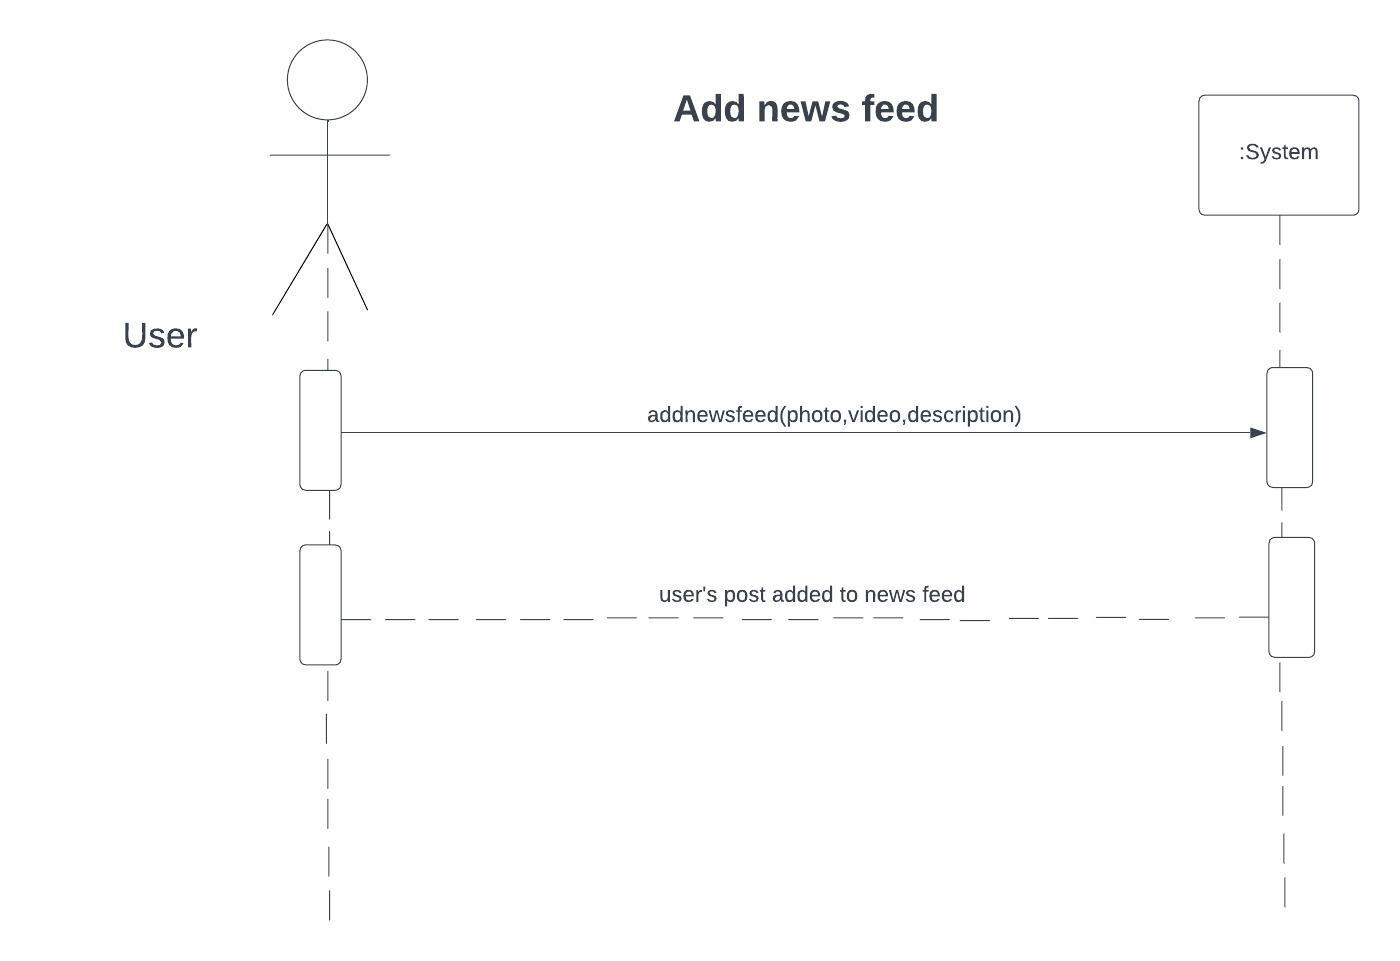 Add news feed
:System
User
addnewsfeed(photo,video,description)
user's post added to news feed